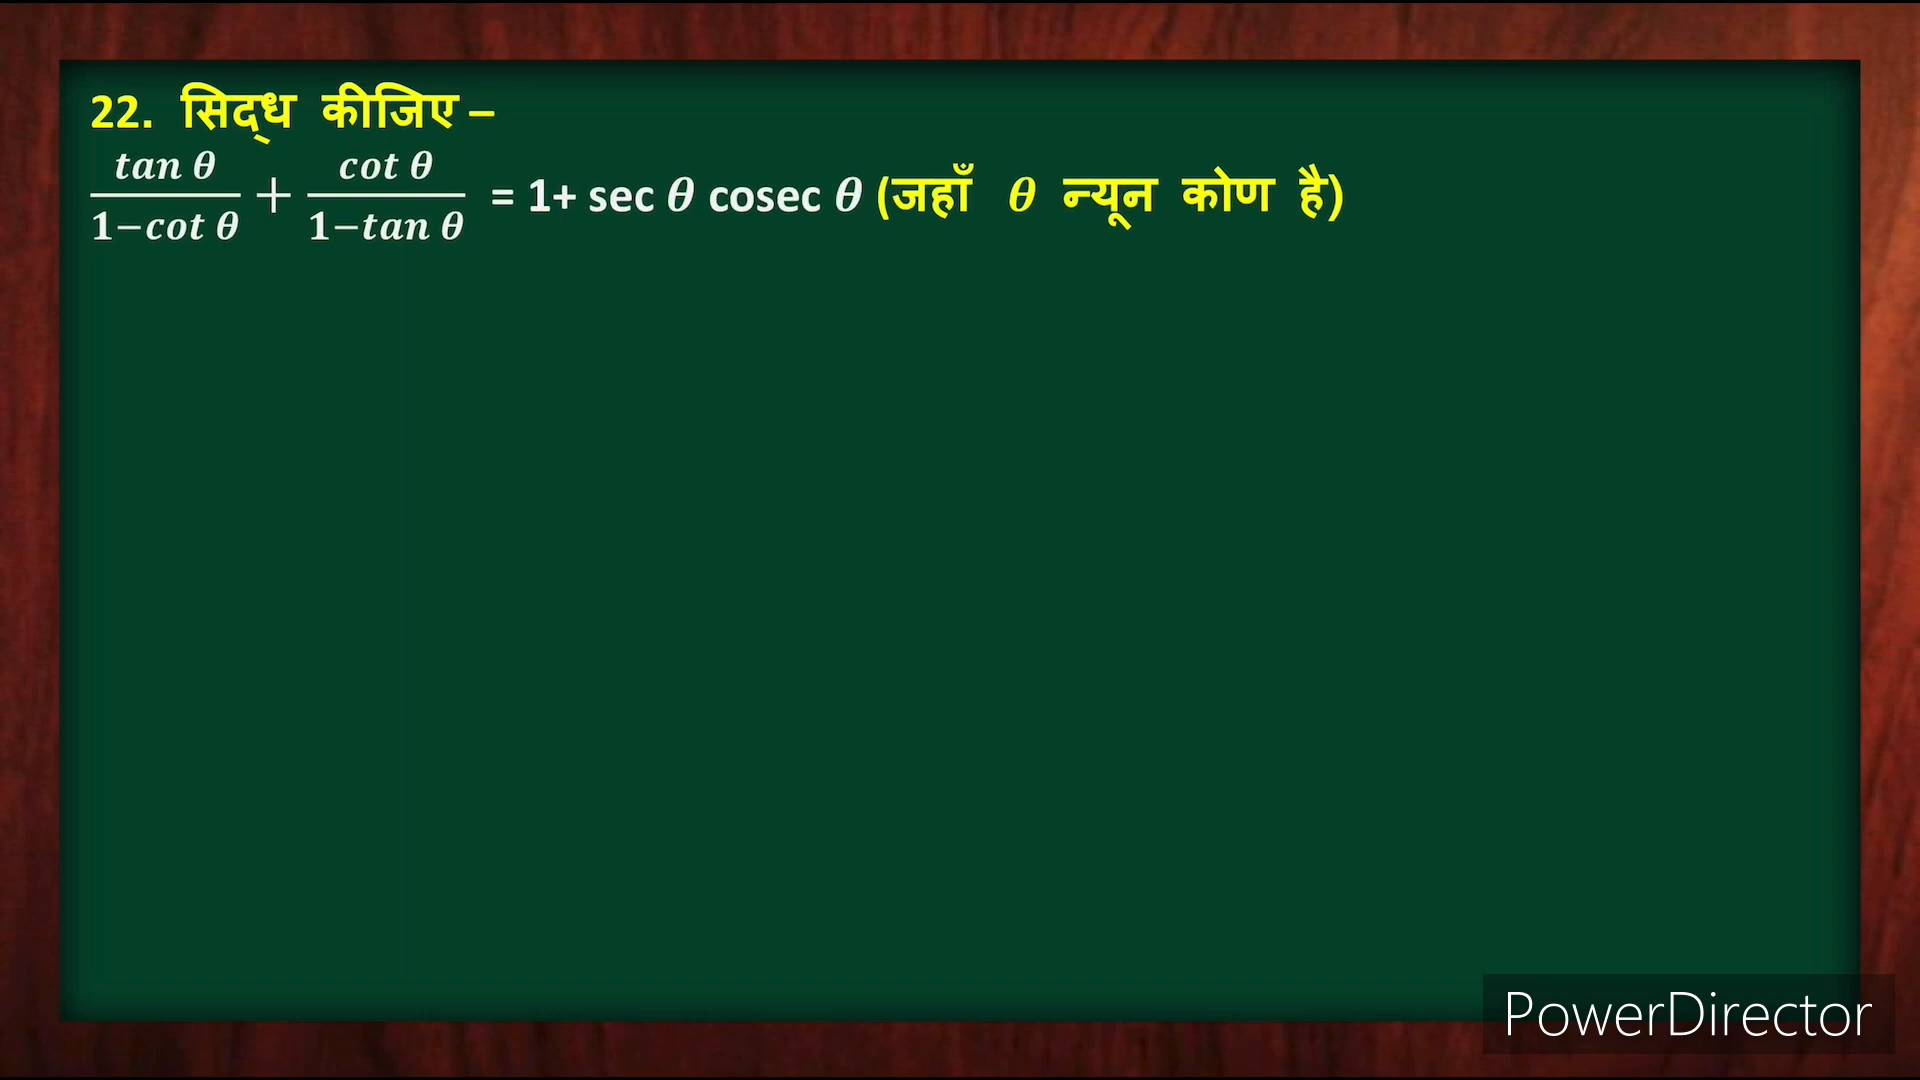 22. सिद्ध कीजिए –
tan θ / 1−cot θ + cot θ / 1−tan θ = 1+ sec θ cosec θ (जहाँ θ न्यून कोण है)
PowerDirector